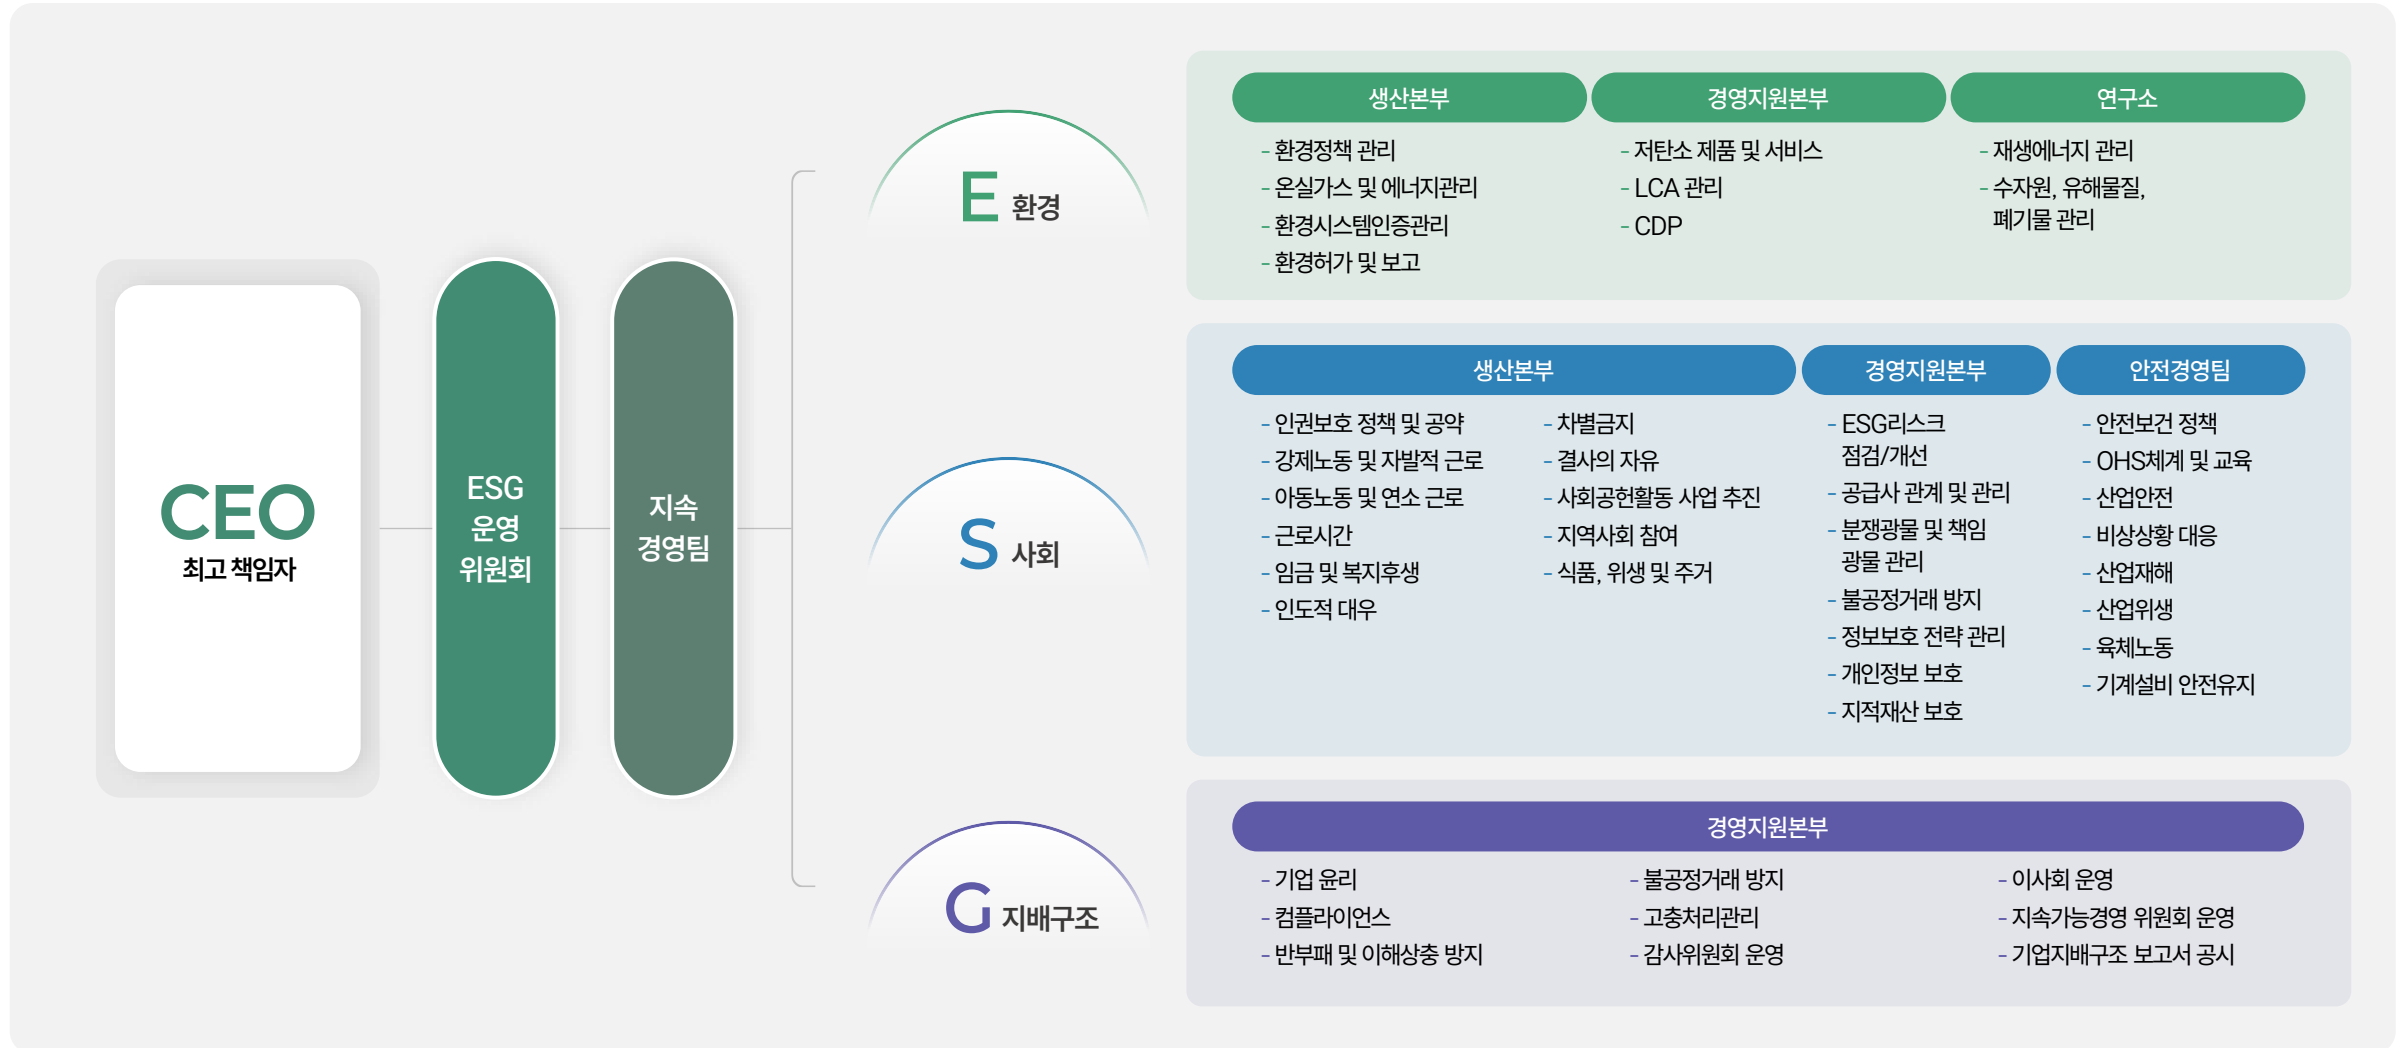 CEO
최고 책임자
ESG
운영
위원회
지속
경영팀
E 환경
생산본부
- 환경정책 관리
- 온실가스 및 에너지관리
- 환경시스템인증관리
- 환경허가 및 보고
경영지원본부
- 저탄소 제품 및 서비스
- LCA 관리
- CDP
연구소
- 재생에너지 관리
- 수자원, 유해물질,
폐기물 관리
S 사회
생산본부
- 인권보호 정책 및 공약
- 강제노동 및 자발적 근로
- 아동노동 및 연소 근로
- 근로시간
- 임금 및 복지후생
- 인도적 대우
- 차별금지
- 결사의 자유
- 사회공헌활동 사업 추진
- 지역사회 참여
- 식품, 위생 및 주거
경영지원본부
- ESG리스크
점검/개선
- 공급사 관계 및 관리
- 분쟁광물 및 책임
광물 관리
- 불공정거래 방지
- 정보보호 전략 관리
- 개인정보 보호
- 지적재산 보호
안전경영팀
- 안전보건 정책
- OHS체계 및 교육
- 산업안전
- 비상상황 대응
- 산업재해
- 산업위생
- 육체노동
- 기계설비 안전유지
G 지배구조
경영지원본부
- 기업 윤리
- 컴플라이언스
- 반부패 및 이해상충 방지
- 불공정거래 방지
- 고충처리관리
- 감사위원회 운영
- 이사회 운영
- 지속가능경영 위원회 운영
- 기업지배구조 보고서 공시